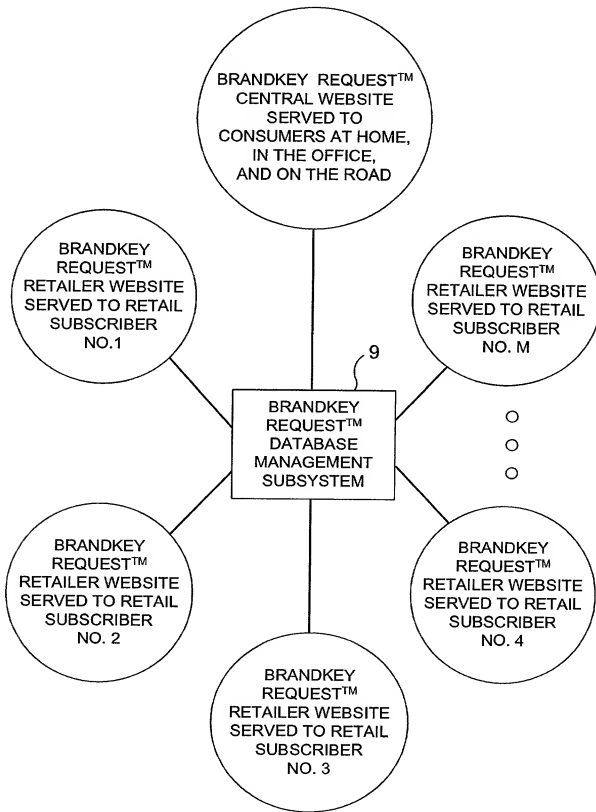 BRANDKEY REQUEST™
CENTRAL WEBSITE
SERVED TO
CONSUMERS AT HOME,
IN THE OFFICE,
AND ON THE ROAD
BRANDKEY
REQUEST™
RETAILER WEBSITE
SERVED TO RETAIL
SUBSCRIBER
NO.1
BRANDKEY
REQUEST™
RETAILER WEBSITE
SERVED TO RETAIL
SUBSCRIBER
NO. M
9
BRANDKEY
REQUEST™
DATABASE
MANAGEMENT
SUBSYSTEM
BRANDKEY
REQUEST™
RETAILER WEBSITE
SERVED TO RETAIL
SUBSCRIBER
NO. 2
BRANDKEY
REQUEST™
RETAILER WEBSITE
SERVED TO RETAIL
SUBSCRIBER
NO. 4
BRANDKEY
REQUEST™
RETAILER WEBSITE
SERVED TO RETAIL
SUBSCRIBER
NO. 3